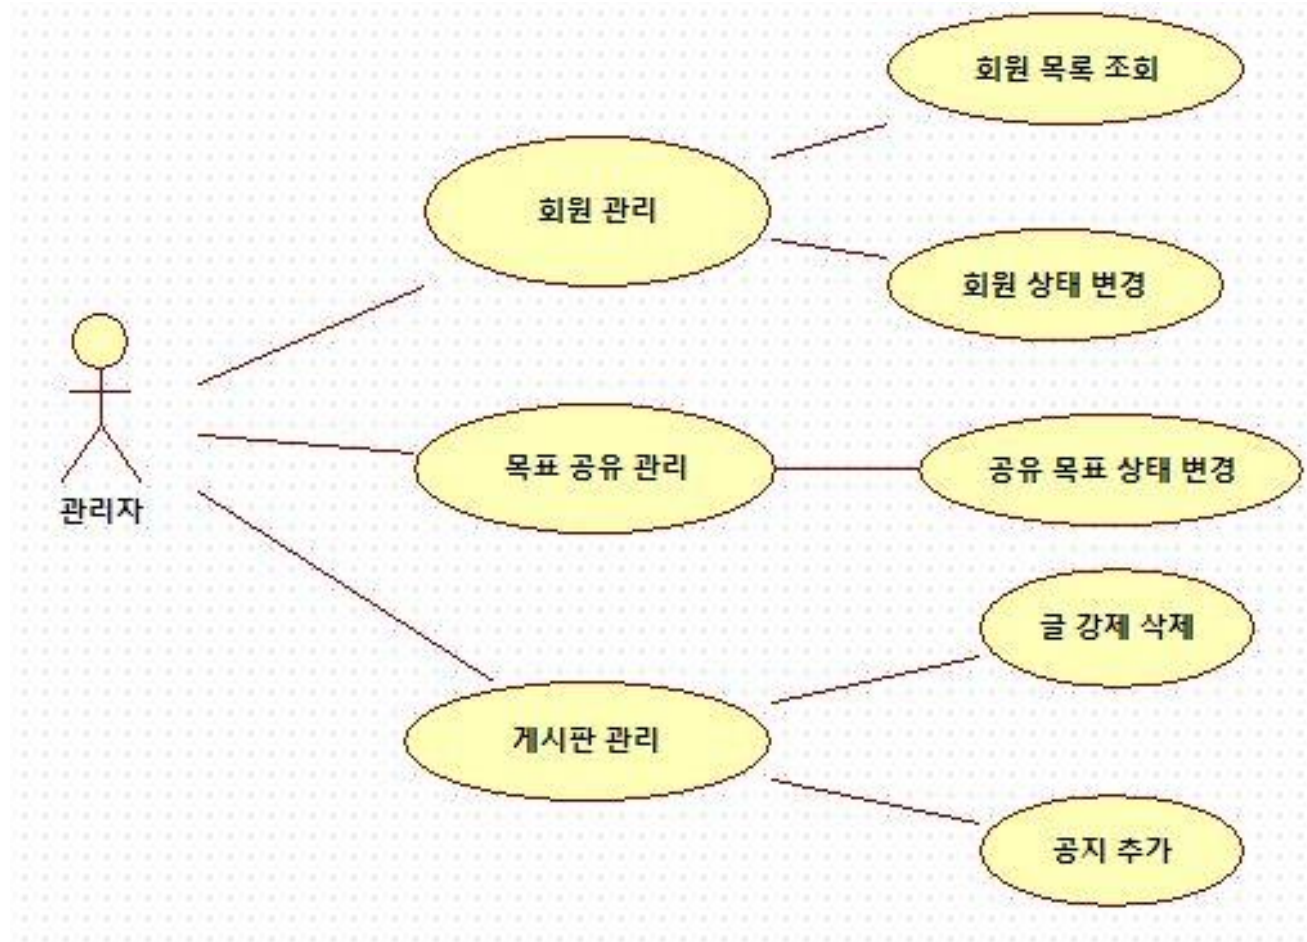 회원 목록 조회
회원 관리
회원 상태 변경
관리자
목표 공유 관리
공유 목표 상태 변경
글 강제 삭제
게시판 관리
공지 추가